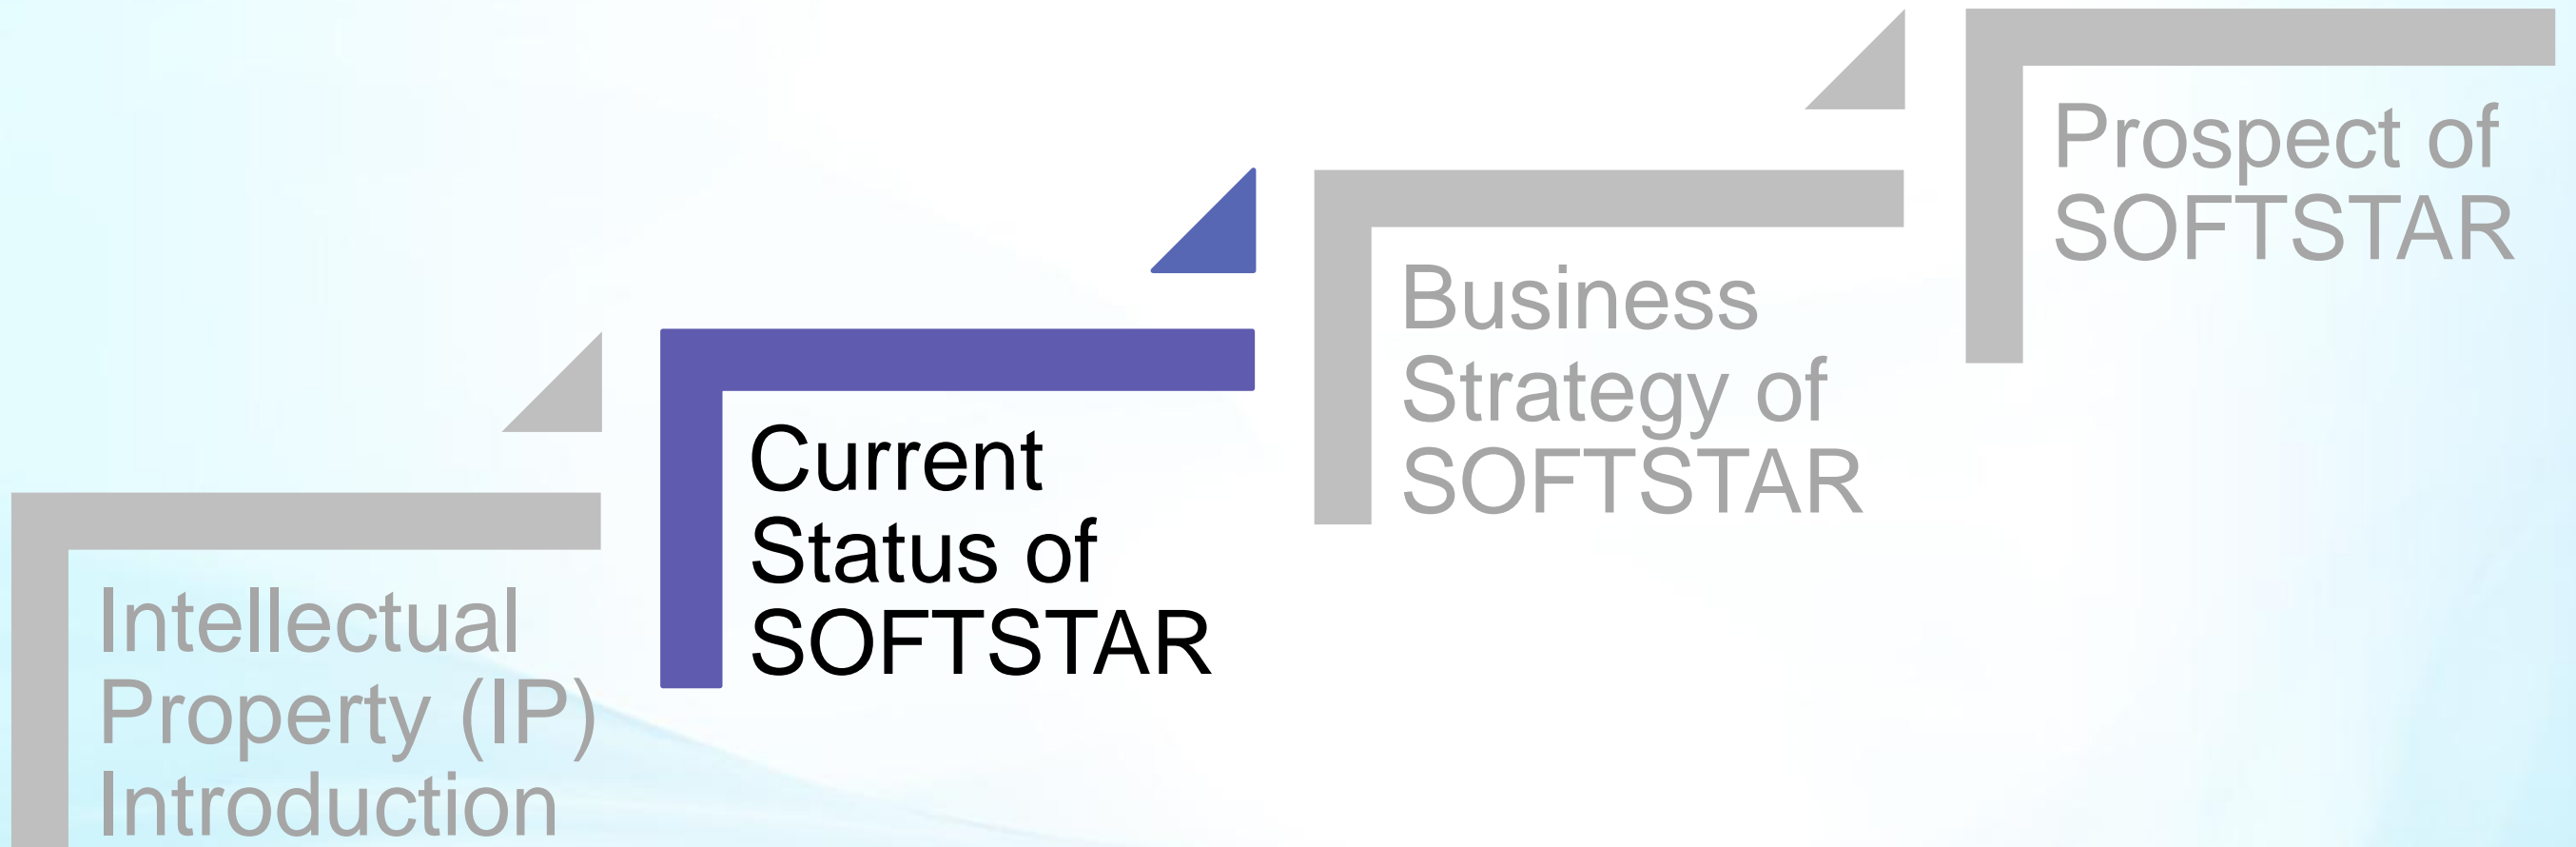 Intellectual
Property (IP)
Introduction
Current
Status of
SOFTSTAR
Business
Strategy of
SOFTSTAR
Prospect of
SOFTSTAR